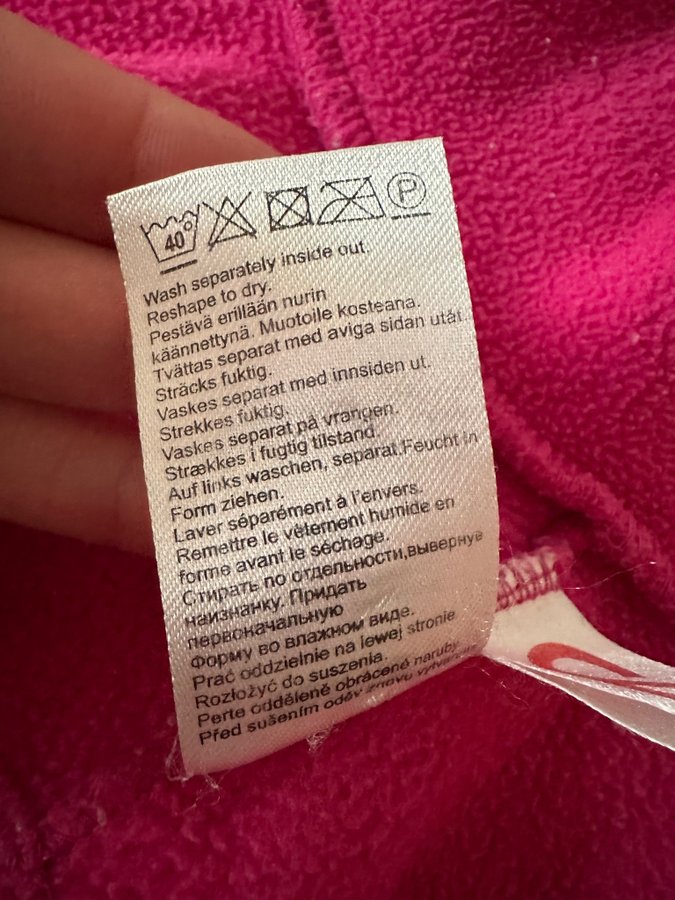 40°
P
Wash separately inside out.
Reshape to dry.
Pestävä erillään nurin
käännettynä. Muotoile kosteana.
Tvättas separat med aviga sidan utåt.
Sträcks fuktig.
Vaskes separat med innsiden ut.
Strekkes fuktig.
Vaskes separat på vrangen.
Strækkes i fugtig tilstand.
Auf links waschen, separat.Feucht in
Form ziehen.
Laver séparément à l'envers.
Remettre le vêtement humide en
forme avant le séchage.
Стирать по отдельности,вывернув
наизнанку. Придать
первоначальную
Форму во влажном виде.
Prać oddzielnie na lewej stronie
Rozłożyć do suszenia.
Perte odděleně obrácené naruby.
Před sušením oděv znovu